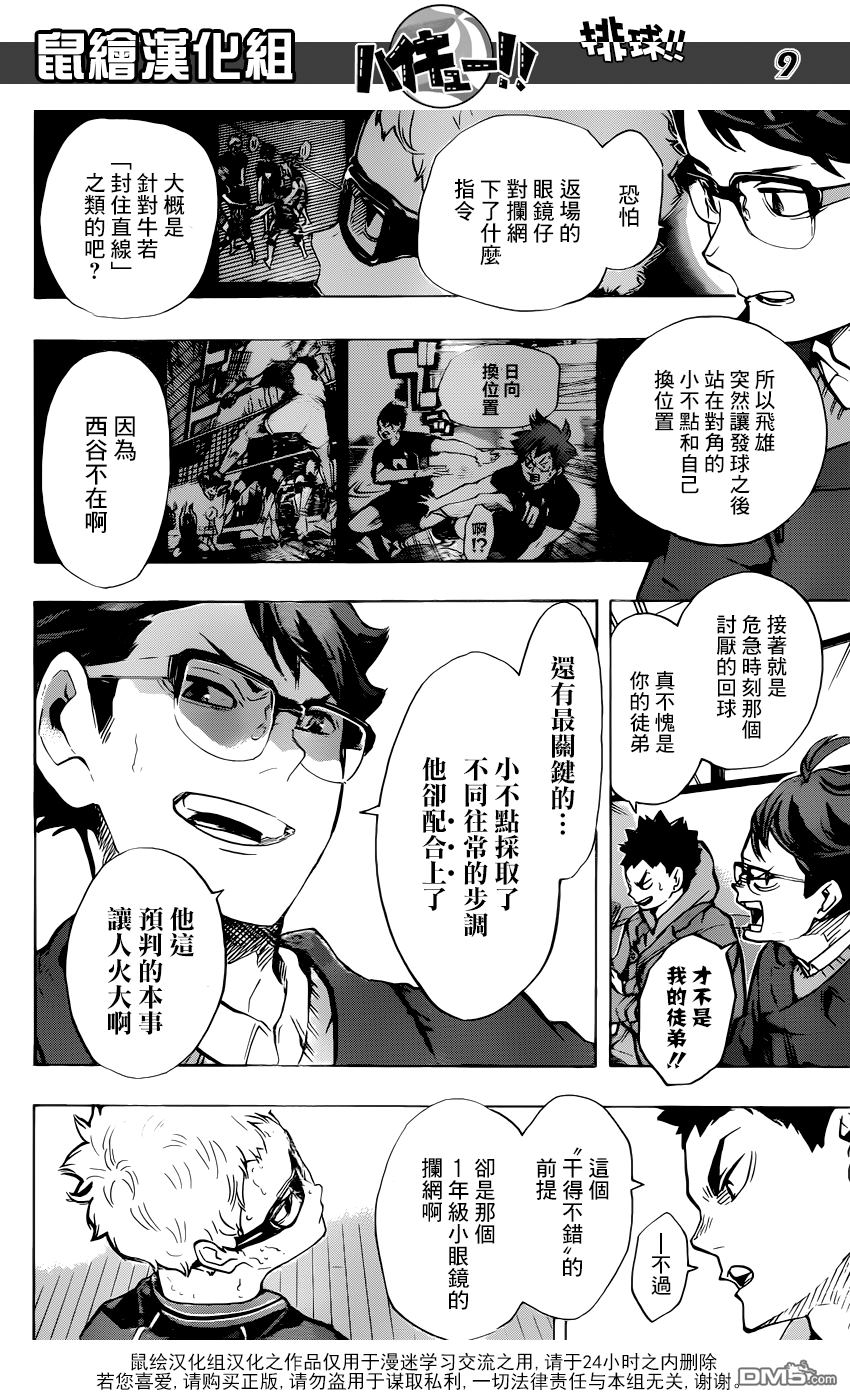 鼠繪漢化組
ハイキュー!!
排球!!
9
恐怕
返場的
眼鏡仔
對攔網
下了什麼
指令
大概是
針對牛若
「封住直線」
之類的吧?
所以飛雄
突然讓發球之後
站在對角的
小不點和自己
換位置
日向
換位置
啊!?
因為
西谷不在啊
接著就是
危急時刻那個
討厭的回球
真不愧是
你的徒弟
才不是
我的徒弟!!
還有最關鍵的…
小不點採取了
不同往常的步調
他卻配合上了
他這
預判的本事
讓人火大啊
—不過
這個
〝干得不错〞的
前提
卻是那個
1年級小眼鏡的
攔網啊
鼠绘汉化组汉化之作品仅用于漫迷学习交流之用, 请于24小时之内删除
若您喜爱, 请购买正版, 请勿盗用于谋取私利, 一切法律责任与本组无关, 谢谢。
DM5.com